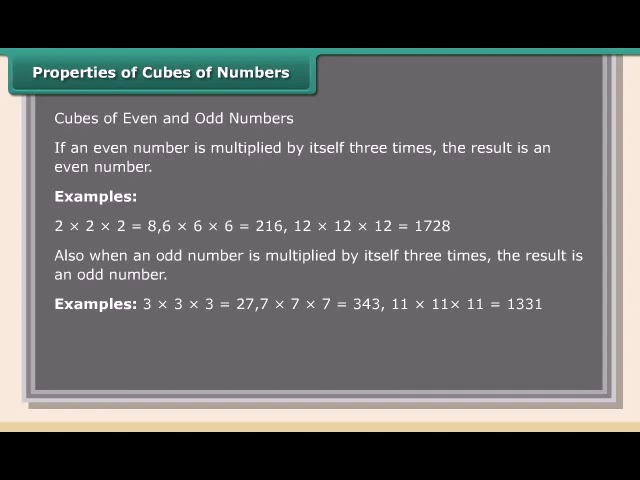 Properties of Cubes of Numbers
Cubes of Even and Odd Numbers
If an even number is multiplied by itself three times, the result is an
even number.
Examples:
2 × 2 × 2 = 8,6 × 6 × 6 = 216, 12 × 12 × 12 = 1728
Also when an odd number is multiplied by itself three times, the result is
an odd number.
Examples: 3 × 3 × 3 = 27,7 × 7 × 7 = 343, 11 × 11× 11 = 1331